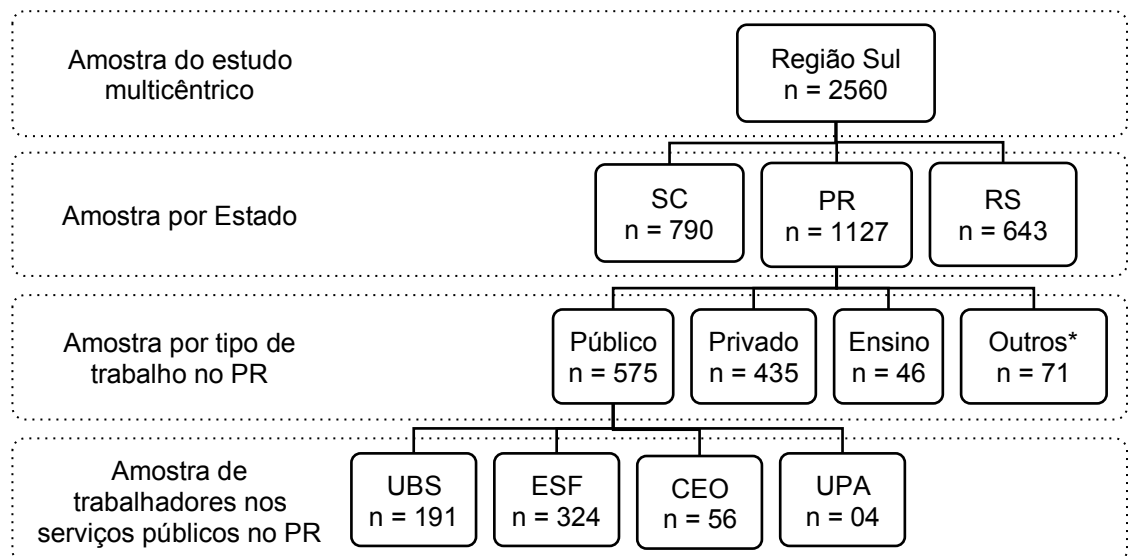 Amostra do estudo
multicêntrico
Região Sul
n = 2560
Amostra por Estado
SC
n = 790
PR
n = 1127
RS
n = 643
Amostra por tipo de
trabalho no PR
Público
n = 575
Privado
n = 435
Ensino
n = 46
Outros*
n = 71
Amostra de
trabalhadores nos
serviços públicos no PR
UBS
n = 191
ESF
n = 324
CEO
n = 56
UPA
n = 04